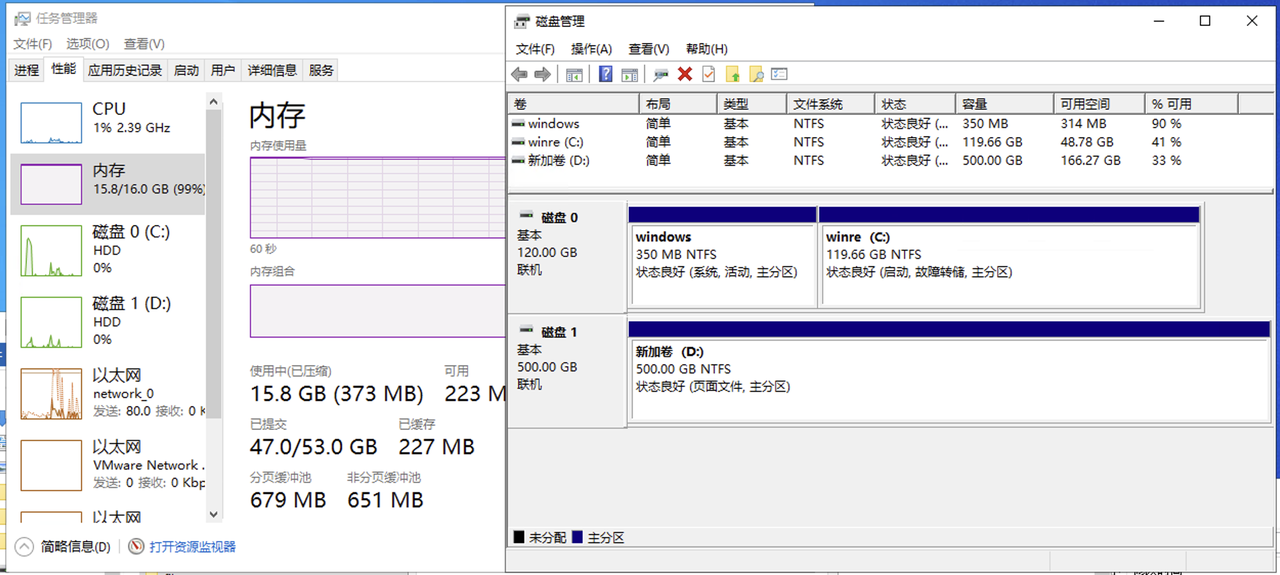 任务管理器
文件(F) 选项(O) 查看(V)
进程 性能 应用历史记录 启动 用户 详细信息 服务
CPU
1% 2.39 GHz
内存
15.8/16.0 GB (99%)
磁盘 0 (C:)
HDD
0%
磁盘 1 (D:)
HDD
0%
以太网
network_0
发送: 80.0 接收: 0 K
以太网
VMware Network .
发送: 0 接收: 0 Kbp
以太网
内存
内存使用量
60 秒
内存组合
使用中(已压缩) 可用
15.8 GB (373 MB) 223 M
已提交 已缓存
47.0/53.0 GB 227 MB
分页缓冲池 非分页缓冲池
679 MB 651 MB
简略信息(D) 打开资源监视器
磁盘管理
文件(F) 操作(A) 查看(V) 帮助(H)
卷 布局 类型 文件系统 状态 容量 可用空间 % 可用
windows 简单 基本 NTFS 状态良好 (... 350 MB 314 MB 90 %
winre (C:) 简单 基本 NTFS 状态良好 (... 119.66 GB 48.78 GB 41 %
新加卷 (D:) 简单 基本 NTFS 状态良好 (... 500.00 GB 166.27 GB 33 %
磁盘 0
基本
120.00 GB
联机
windows
350 MB NTFS
状态良好 (系统, 活动, 主分区)
winre (C:)
119.66 GB NTFS
状态良好 (启动, 故障转储, 主分区)
磁盘 1
基本
500.00 GB
联机
新加卷 (D:)
500.00 GB NTFS
状态良好 (页面文件, 主分区)
未分配 主分区